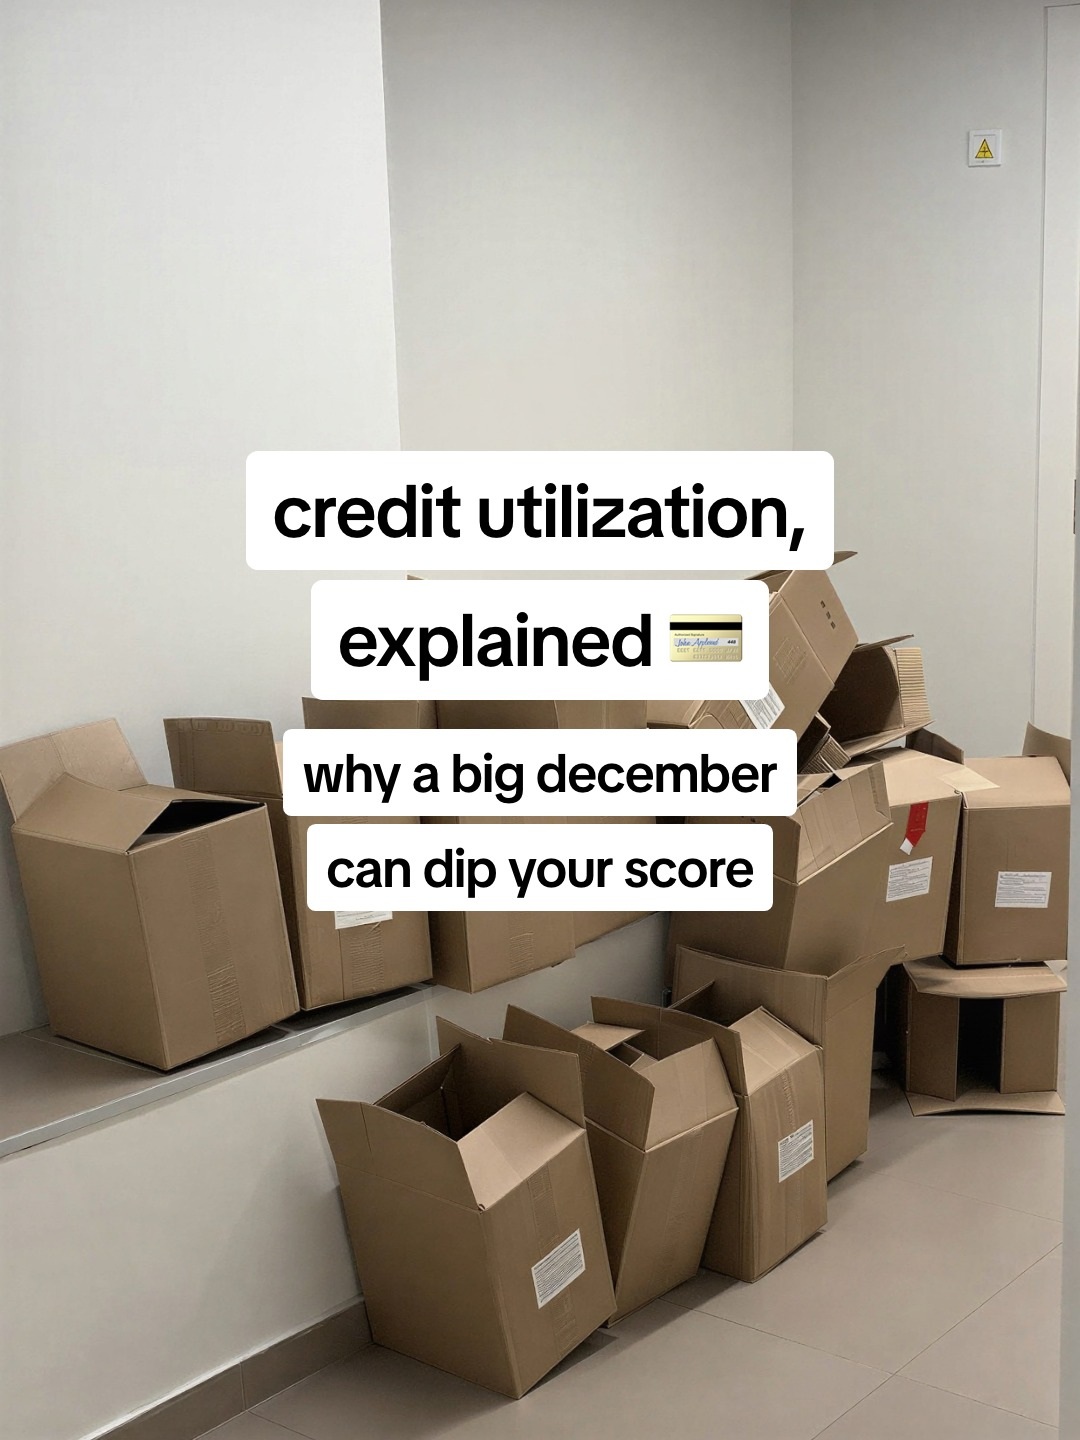 credit utilization,
explained 💳
why a big december
can dip your score